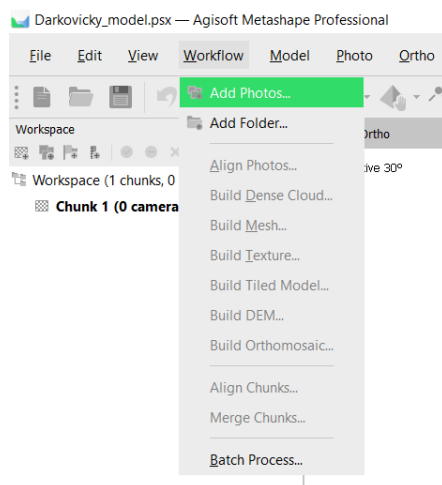 Darkovicky_model.psx — Agisoft Metashape Professional
File Edit View Workflow Model Photo Ortho
Add Photos...
Workspace
Add Folder...
Ortho
Workspace (1 chunks, 0
Align Photos...
30°
Chunk 1 (0 camera
Build Dense Cloud...
Build Mesh...
Build Texture...
Build Tiled Model...
Build DEM...
Build Orthomosaic...
Align Chunks...
Merge Chunks...
Batch Process...